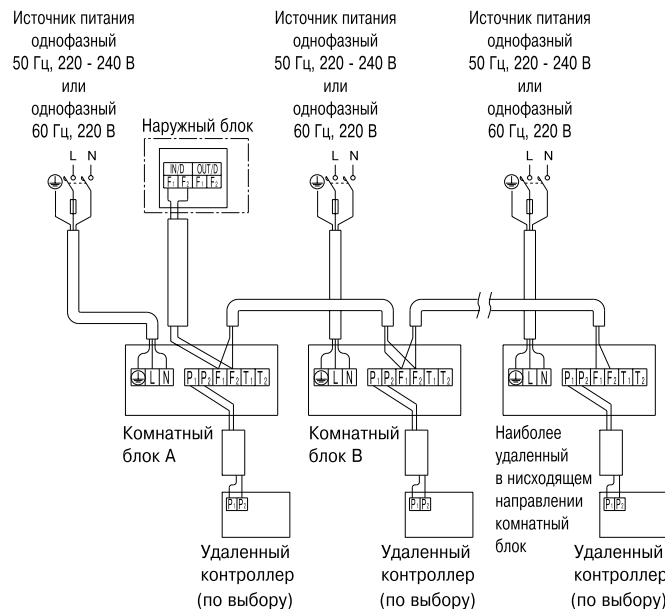 Источник питания
однофазный
50 Гц, 220 - 240 В
или
однофазный
60 Гц, 220 В
Источник питания
однофазный
50 Гц, 220 - 240 В
или
однофазный
60 Гц, 220 В
Источник питания
однофазный
50 Гц, 220 - 240 В
или
однофазный
60 Гц, 220 В
Наружный блок
L N
IN/D OUT/D
F₁ F₂ F₁ F₂
L N
L N
L N
P₁ P₂ F₁ F₂ T₁ T₂
L N
P₁ P₂ F₁ F₂ T₁ T₂
L N
P₁ P₂ F₁ F₂ T₁ T₂
Комнатный
блок A
Комнатный
блок B
Наиболее
удаленный
в нисходящем
направлении
комнатный
блок
P₁ P₂
P₁ P₂
P₁ P₂
Удаленный
контроллер
(по выбору)
Удаленный
контроллер
(по выбору)
Удаленный
контроллер
(по выбору)